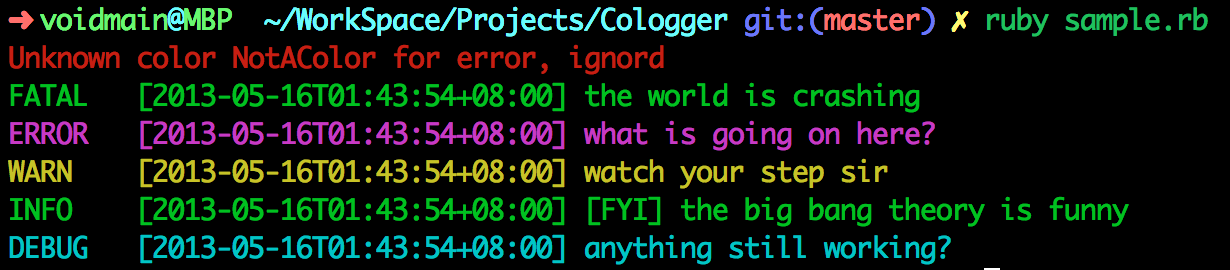 ➜ voidmain@MBP ~/WorkSpace/Projects/Cologger git:(master) ✗ ruby sample.rb
Unknown color NotAColor for error, ignord
FATAL [2013-05-16T01:43:54+08:00] the world is crashing
ERROR [2013-05-16T01:43:54+08:00] what is going on here?
WARN [2013-05-16T01:43:54+08:00] watch your step sir
INFO [2013-05-16T01:43:54+08:00] [FYI] the big bang theory is funny
DEBUG [2013-05-16T01:43:54+08:00] anything still working?